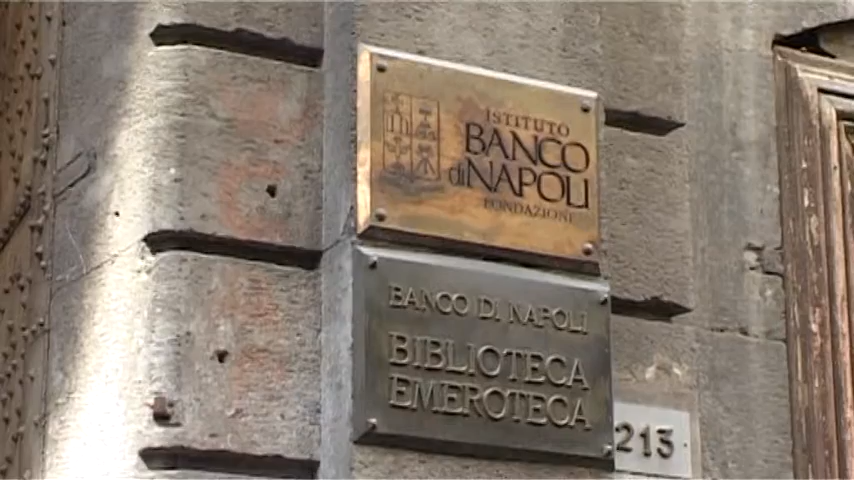 ISTITUTO
BANCO
di NAPOLI
FONDAZIONE
BANCO DI NAPOLI
BIBLIOTECA
EMEROTECA
213